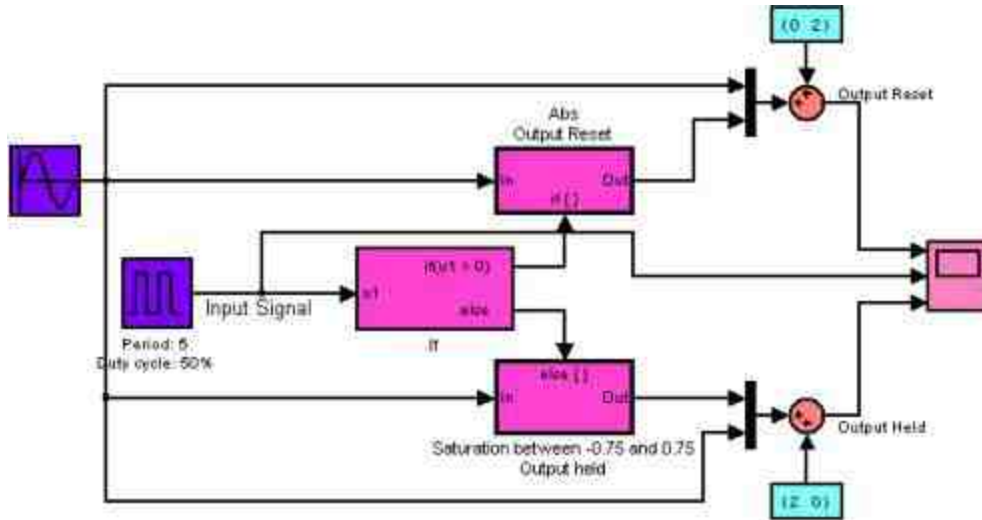 (0 2)
Output Reset
Abs
Output Reset
In
Out
if { }
if(u1 > 0)
u1
else
Input Signal
If
Period: 5
Duty cycle: 50%
else { }
In
Out
Output Held
Saturation between -0.75 and 0.75
Output held
(2 0)